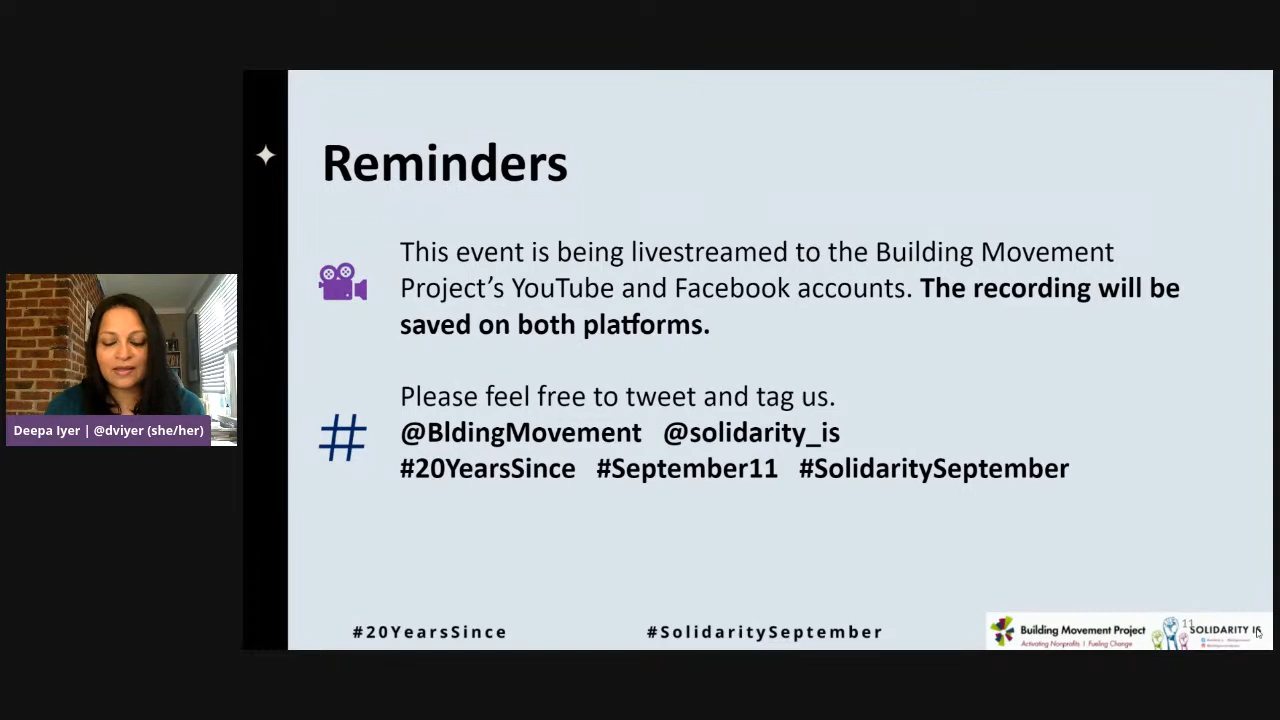 Reminders
This event is being livestreamed to the Building Movement
Project’s YouTube and Facebook accounts. The recording will be
saved on both platforms.
Please feel free to tweet and tag us.
@BldingMovement @solidarity_is
#20YearsSince #September11 #SolidaritySeptember
Deepa Iyer | @dviyer (she/her)
#20YearsSince
#SolidaritySeptember
Building Movement Project
Activating Nonprofits | Fueling Change
11
SOLIDARITY IS